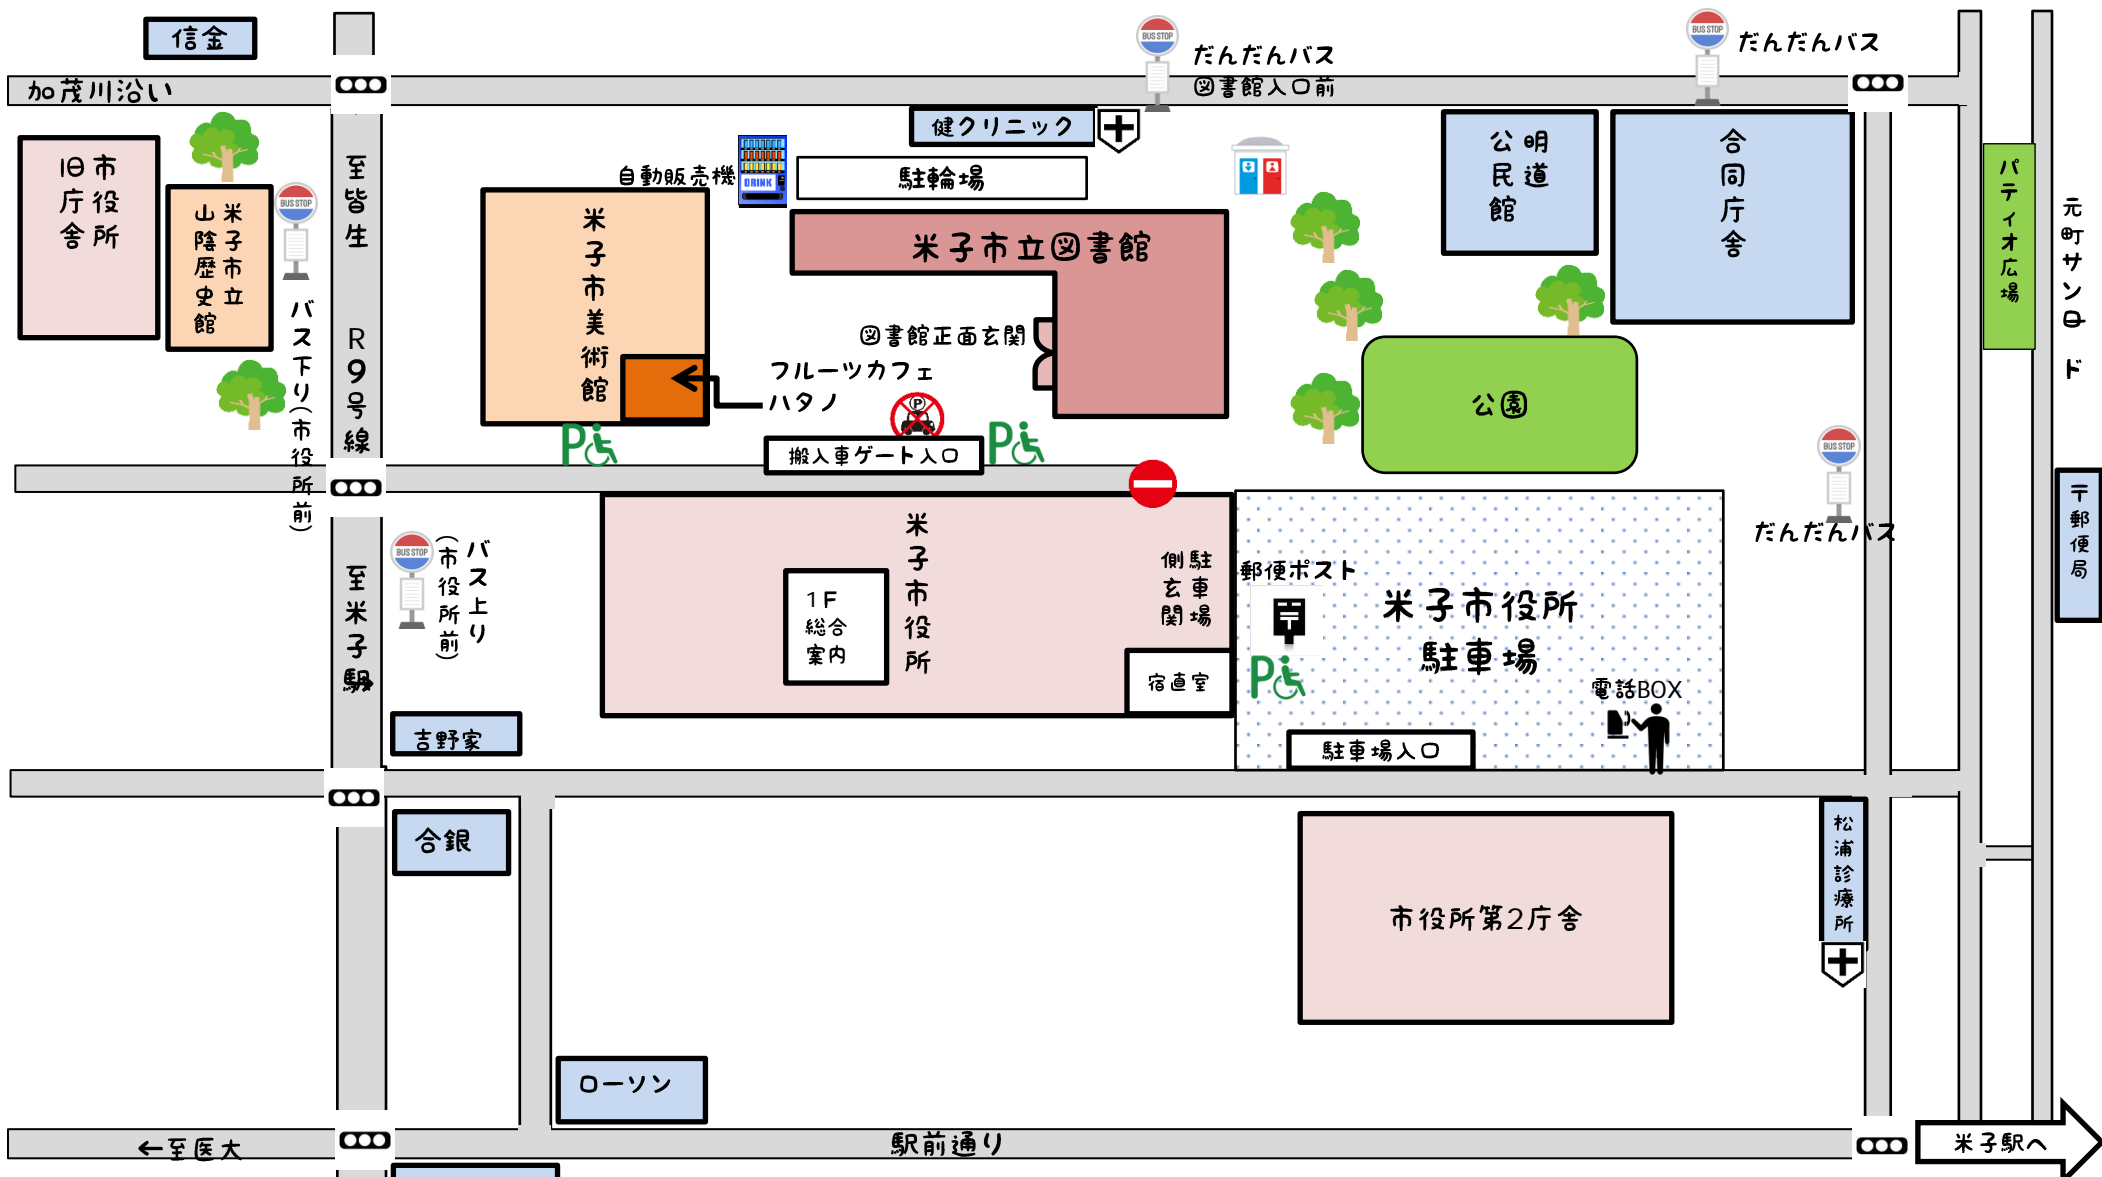 信金
だんだんバス
図書館入口前
だんだんバス
加茂川沿い
旧市役所庁舎
米子市立山陰歴史館
至皆生
R9号線
バス下り(市役所前)
自動販売機
DRINK
健クリニック
駐輪場
米子市美術館
米子市立図書館
図書館正面玄関
フルーツカフェ
ハタノ
搬入車ゲート入口
明道公民館
合同庁舎
公園
パティオ広場
元町サンロード
〒郵便局
だんだんバス
至米子駅
バス上り
(市役所前)
BUS STOP
BUS STOP
BUS STOP
BUS STOP
BUS STOP
P
P
P
P
米子市役所
1F
総合
案内
駐車場側玄関
宿直室
郵便ポスト
米子市役所
駐車場
電話BOX
駐車場入口
吉野家
合銀
市役所第2庁舎
松浦診療所
ローソン
←至医大
駅前通り
米子駅へ